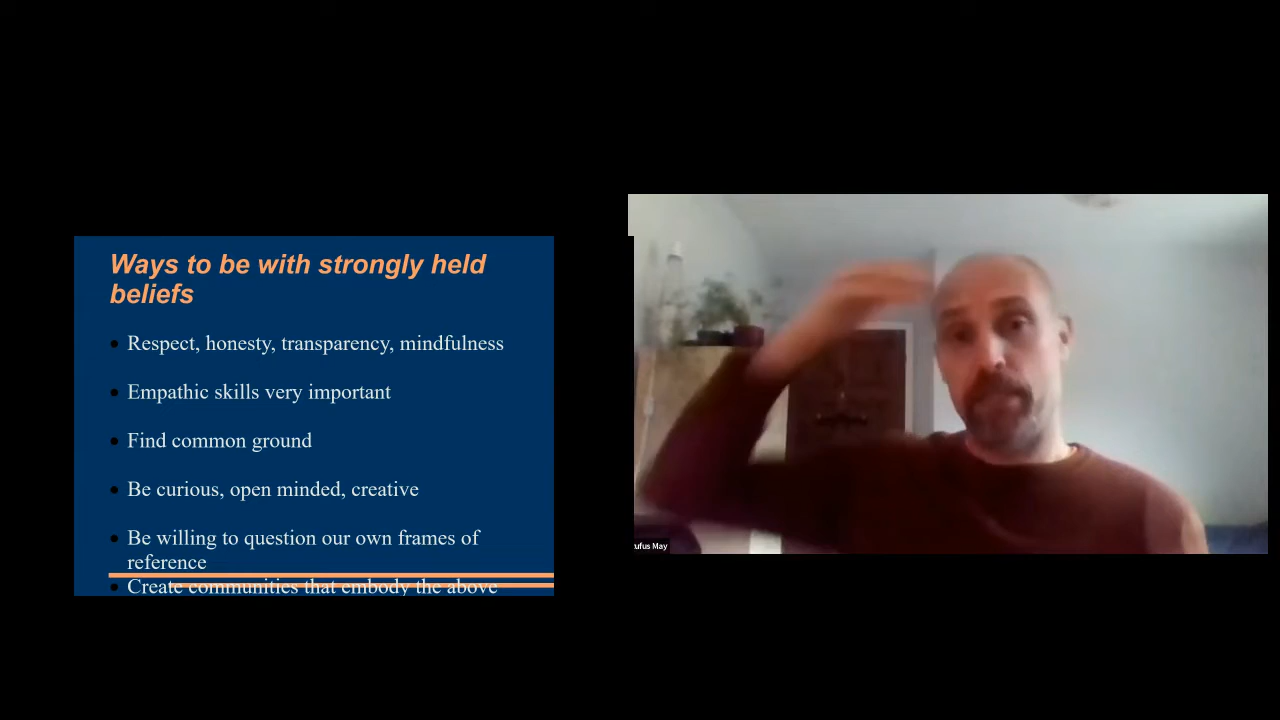 Ways to be with strongly held
beliefs
Respect, honesty, transparency, mindfulness
Empathic skills very important
Find common ground
Be curious, open minded, creative
Be willing to question our own frames of
reference
Create communities that embody the above
ufus May